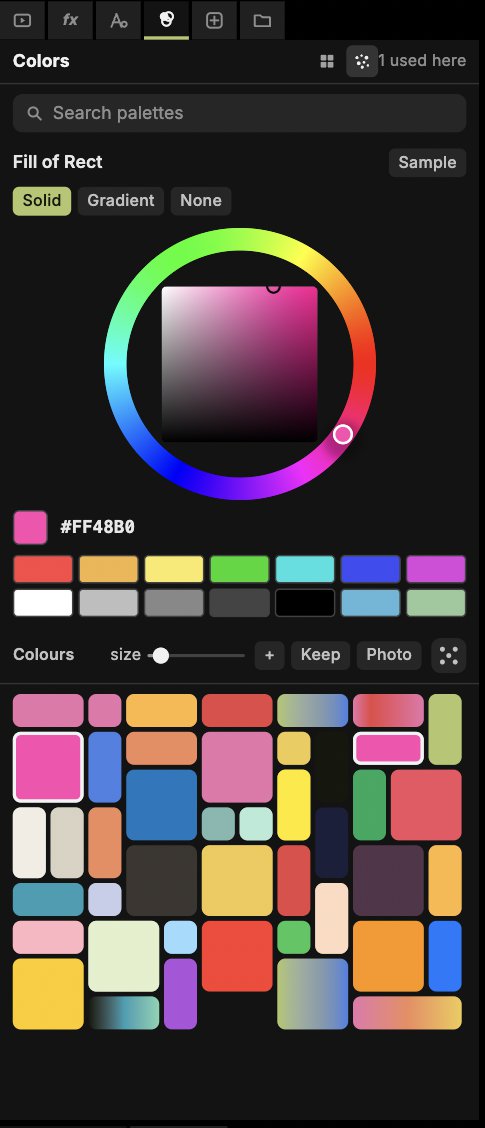 fx
Colors
1 used here
Search palettes
Fill of Rect
Sample
Solid
Gradient
None
#FF48B0
Colours
size
+
Keep
Photo